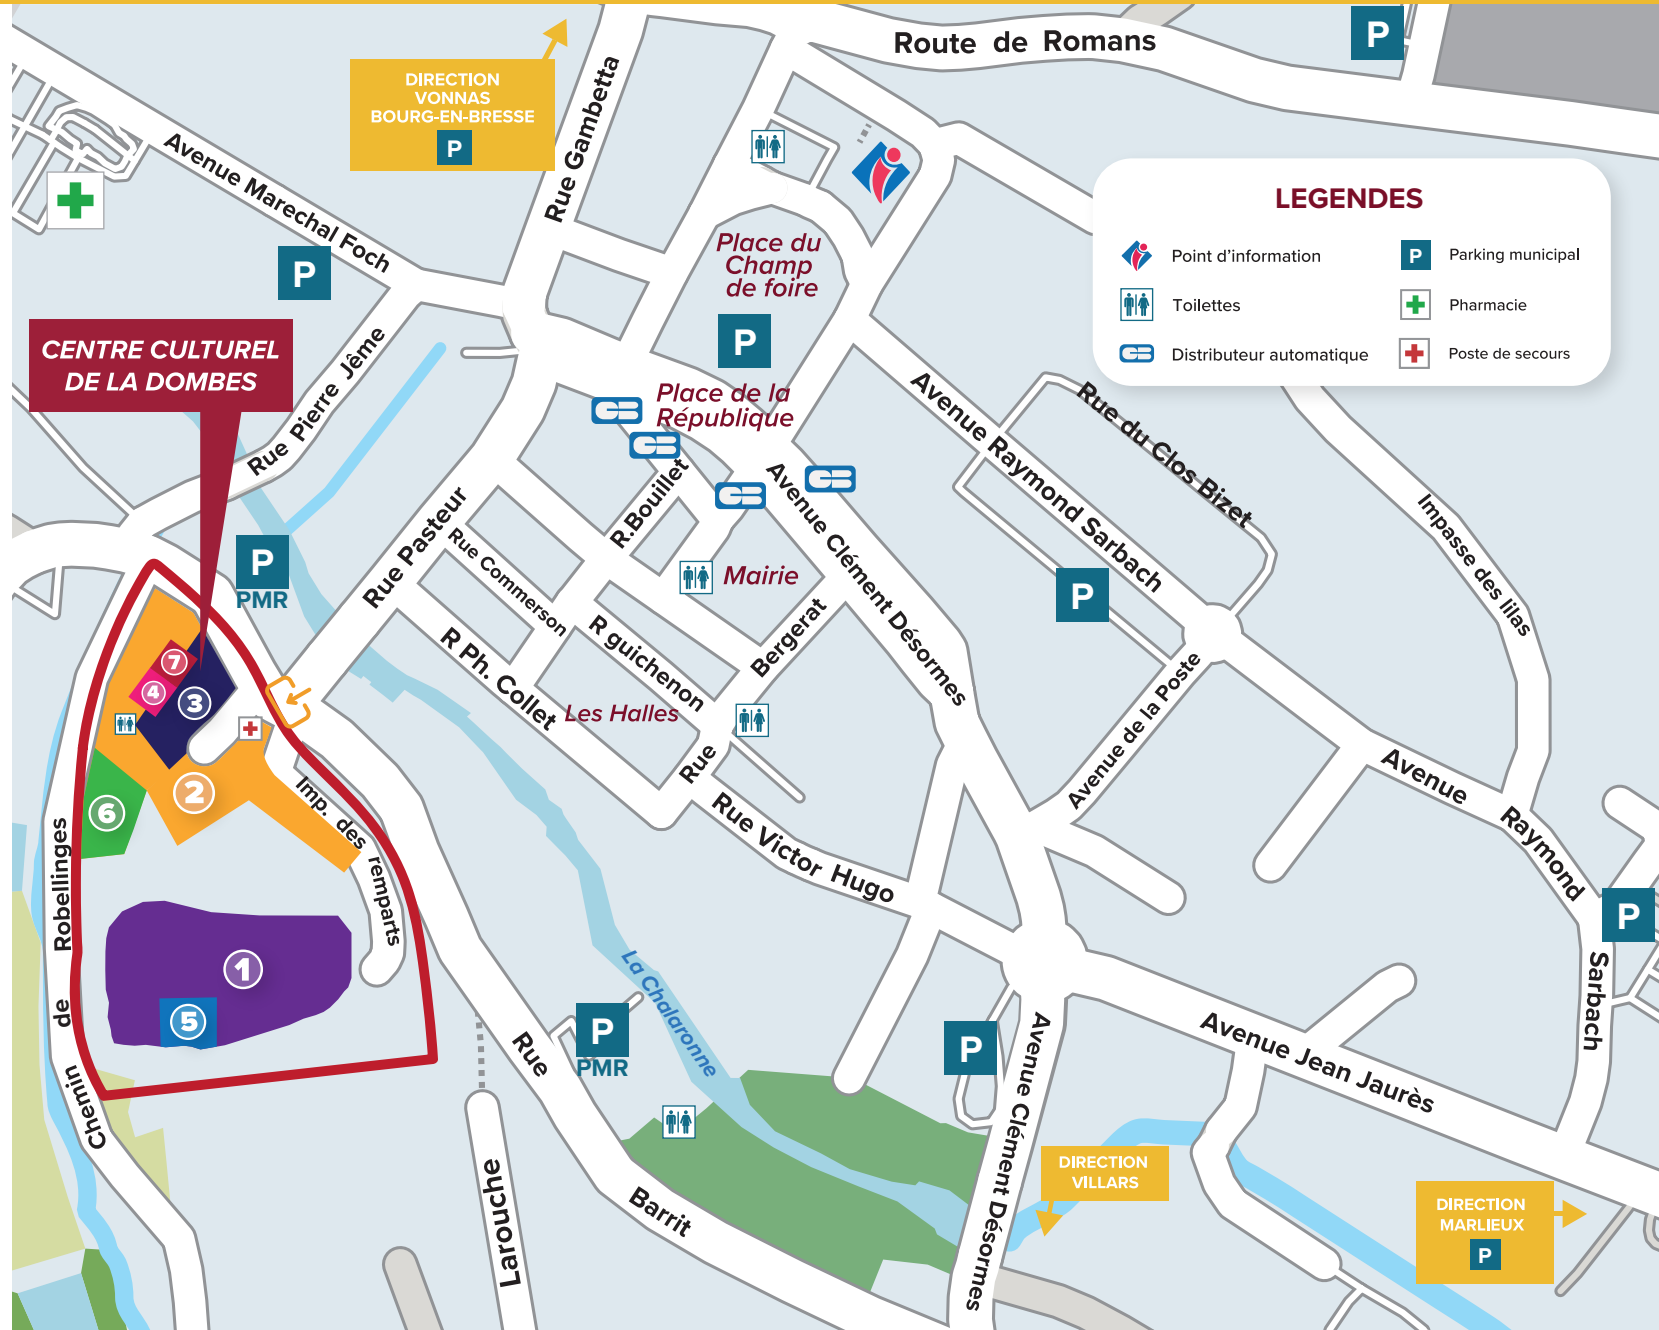 Route de Romans
P
DIRECTION
VONNAS
BOURG-EN-BRESSE
P
Rue Gambetta
Avenue Marechal Foch
P
LEGENDES
Point d'information
P
Parking municipal
Toilettes
Pharmacie
Distributeur automatique
Poste de secours
Place du
Champ
de foire
P
CENTRE CULTUREL
DE LA DOMBES
Rue Pierre Jême
Place de la
République
Avenue Raymond Sarbach
Rue du Clos Bizet
Impasse des lilas
R.Bouillet
Avenue Clément Désormes
Rue Pasteur
Rue Commerson
P
PMR
Mairie
P
R guichenon
Bergerat
Rue
R Ph. Collet
Les Halles
Avenue de la Poste
7
4
3
2
6
Imp. des remparts
Rue Victor Hugo
Avenue Raymond Sarbach
P
1
5
Chemin de Robellinges
La Chalaronne
P
PMR
Rue Barrit
P
Avenue Clément Désormes
Avenue Jean Jaurès
Larouche
DIRECTION
VILLARS
DIRECTION
MARLIEUX
P